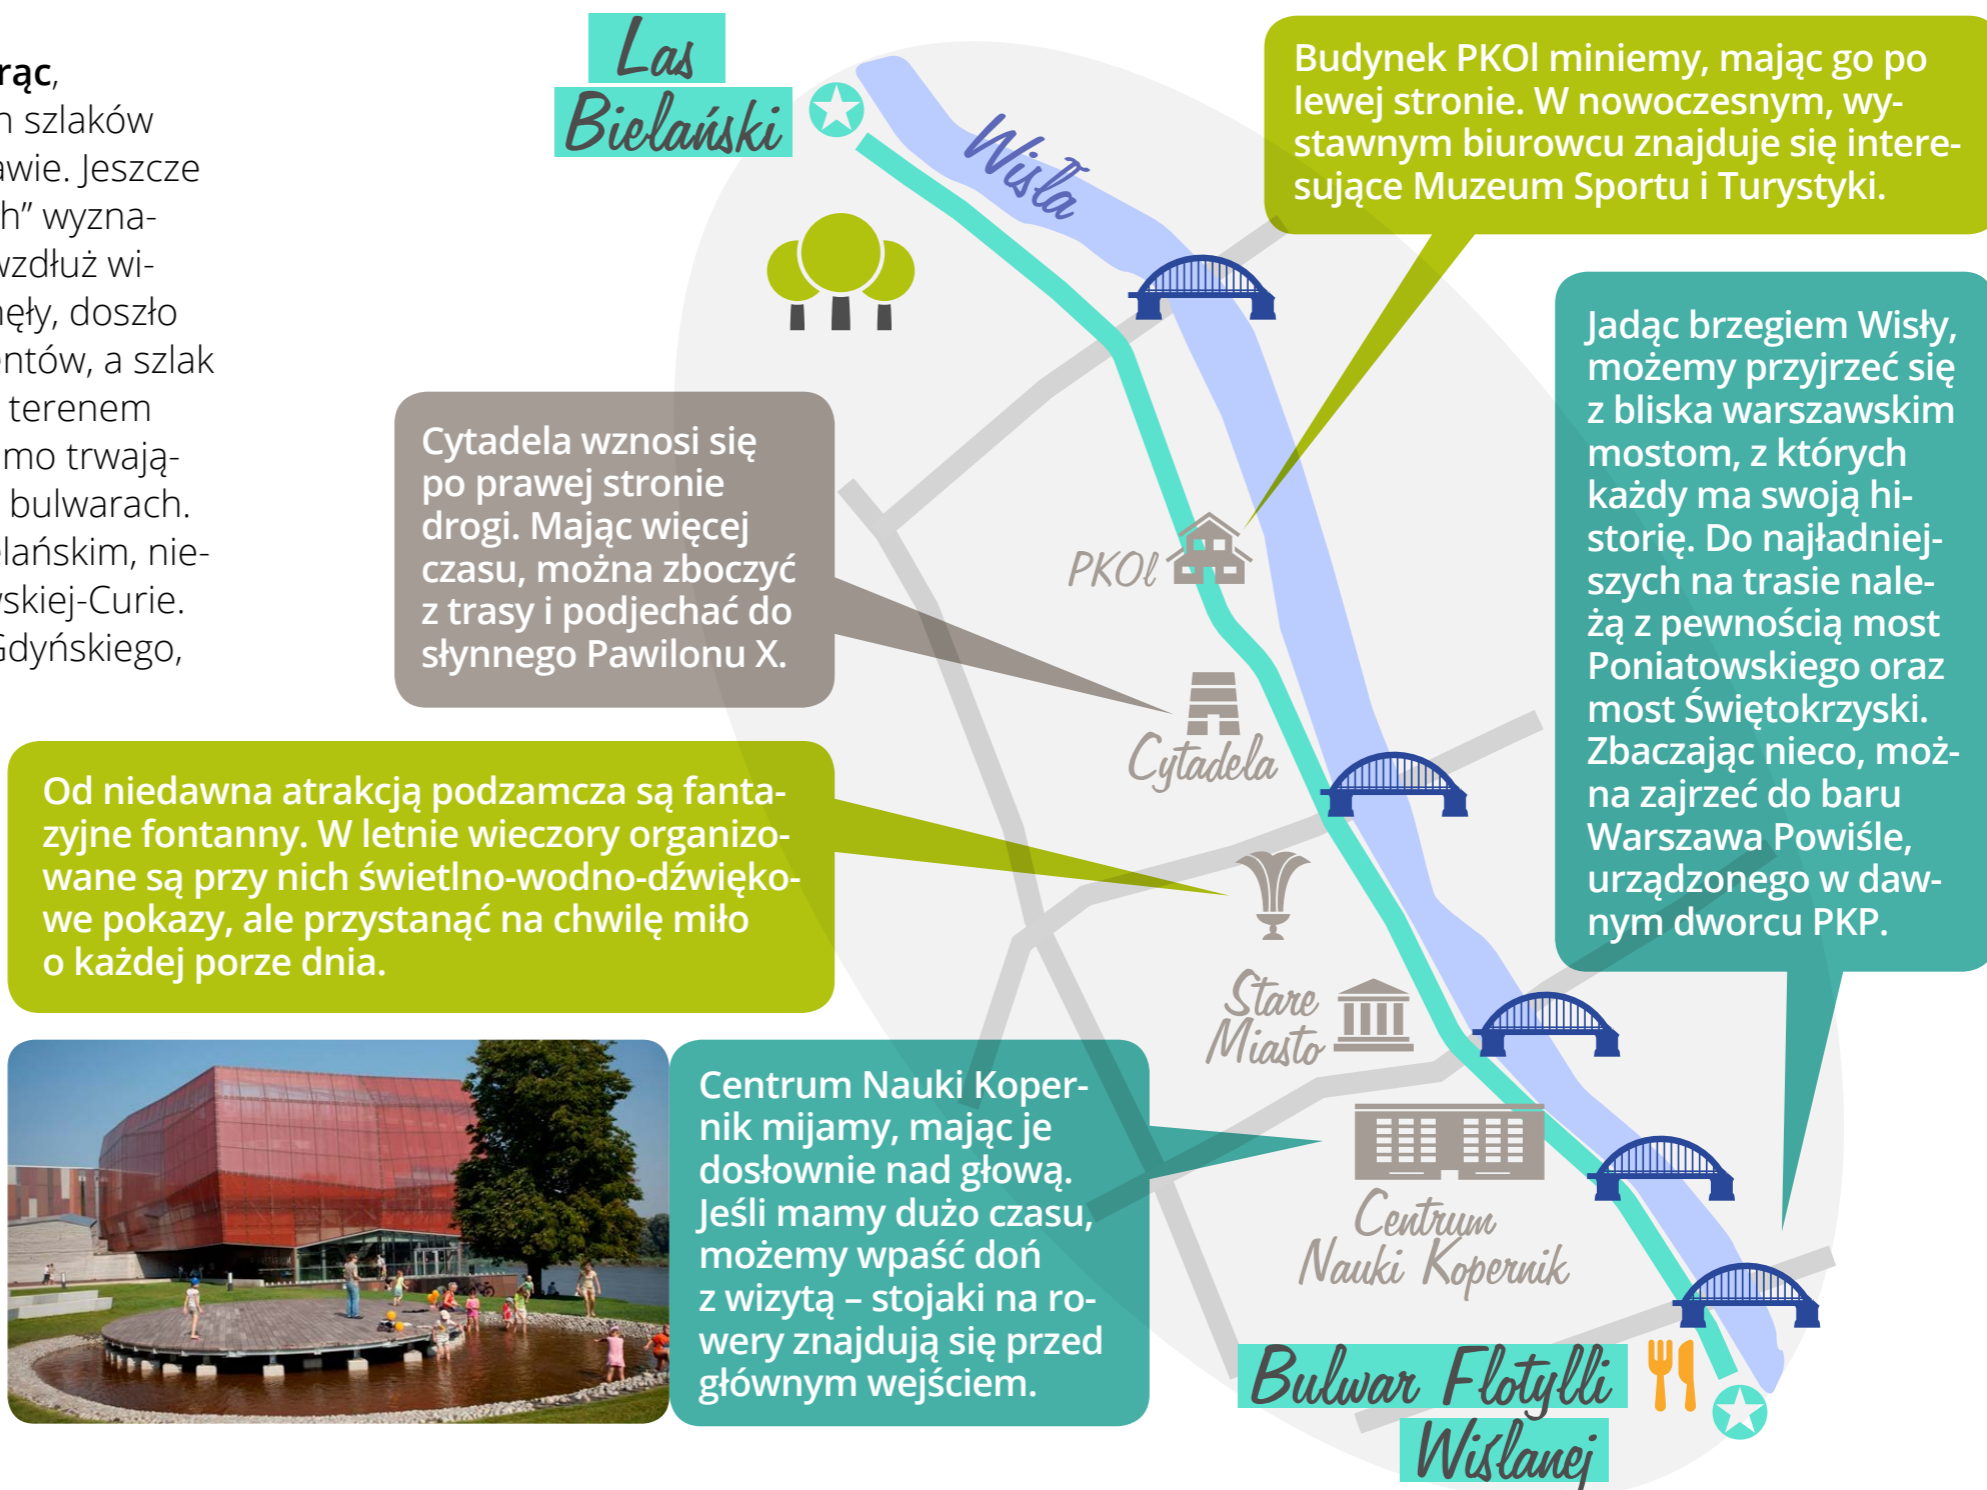 rąc,
szlaków
awie. Jeszcze
h” wyzna-
wzdłuż wi-
nęły, doszło
entów, a szlak
terenem
mo trwają-
bulwarach.
elańskim, nie-
wskiej-Curie.
Gdyńskiego,
Las
Bielański
Wisła
Budynek PKOl miniemy, mając go po
lewej stronie. W nowoczesnym, wy-
stawnym biurowcu znajduje się intere-
sujące Muzeum Sportu i Turystyki.
Jadąc brzegiem Wisły,
możemy przyjrzeć się
z bliska warszawskim
mostom, z których
każdy ma swoją hi-
storię. Do najładniej-
szych na trasie nale-
żą z pewnością most
Poniatowskiego oraz
most Świętokrzyski.
Zbaczając nieco, moż-
na zajrzeć do baru
Warszawa Powiśle,
urządzonego w daw-
nym dworcu PKP.
Cytadela wznosi się
po prawej stronie
drogi. Mając więcej
czasu, można zboczyć
z trasy i podjechać do
słynnego Pawilonu X.
PKOl
Cytadela
Od niedawna atrakcją podzamcza są fanta-
zyjne fontanny. W letnie wieczory organizo-
wane są przy nich świetlno-wodno-dźwięko-
we pokazy, ale przystanąć na chwilę miło
o każdej porze dnia.
Stare
Miasto
Centrum Nauki Koper-
nik mijamy, mając je
dosłownie nad głową.
Jeśli mamy dużo czasu,
możemy wpaść doń
z wizytą – stojaki na ro-
wery znajdują się przed
głównym wejściem.
Centrum
Nauki Kopernik
Bulwar Flotylli
Wiślanej